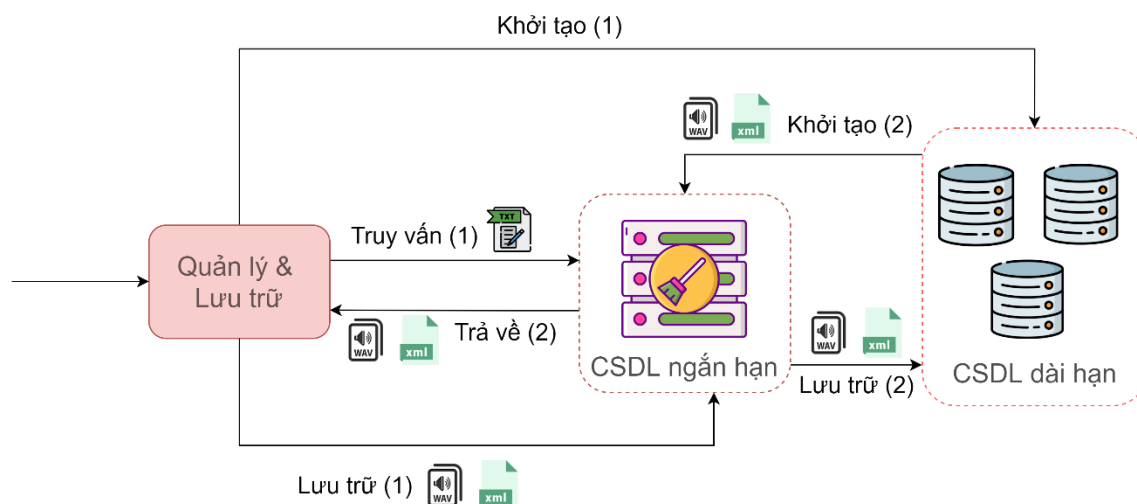 Khởi tạo (1)
WAV
xml
Khởi tạo (2)
Truy vấn (1)
TXT
Quản lý &
Lưu trữ
WAV
xml
Trả về (2)
CSDL ngắn hạn
WAV
xml
Lưu trữ (2)
CSDL dài hạn
Lưu trữ (1)
WAV
xml